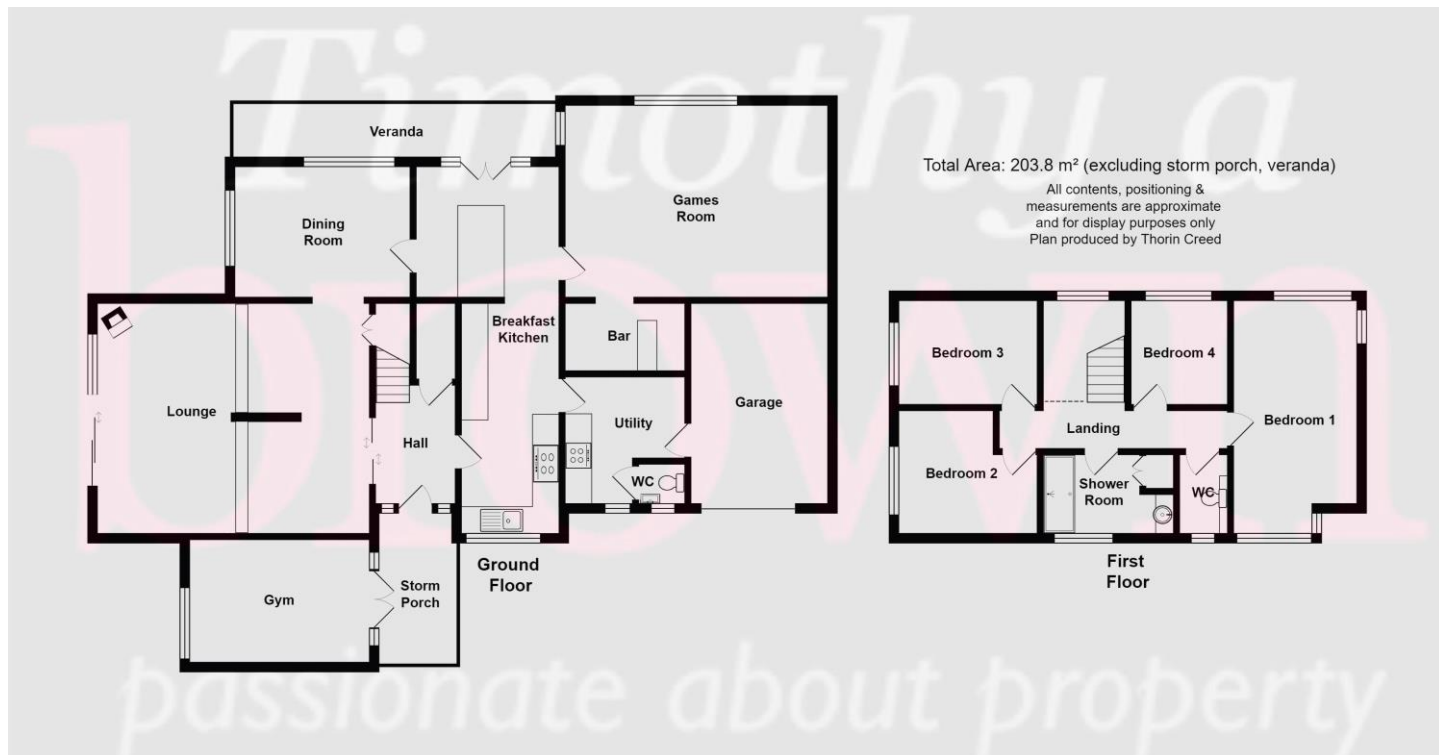 Timothy a
brown
passionate about property
Veranda
Dining
Room
Games
Room
Breakfast
Kitchen
Bar
Lounge
Hall
Utility
Garage
WC
Gym
Storm
Porch
Ground
Floor
Total Area: 203.8 m² (excluding storm porch, veranda)
All contents, positioning &
measurements are approximate
and for display purposes only
Plan produced by Thorin Creed
Bedroom 3
Bedroom 4
Bedroom 1
Landing
Bedroom 2
Shower
Room
WC
First
Floor